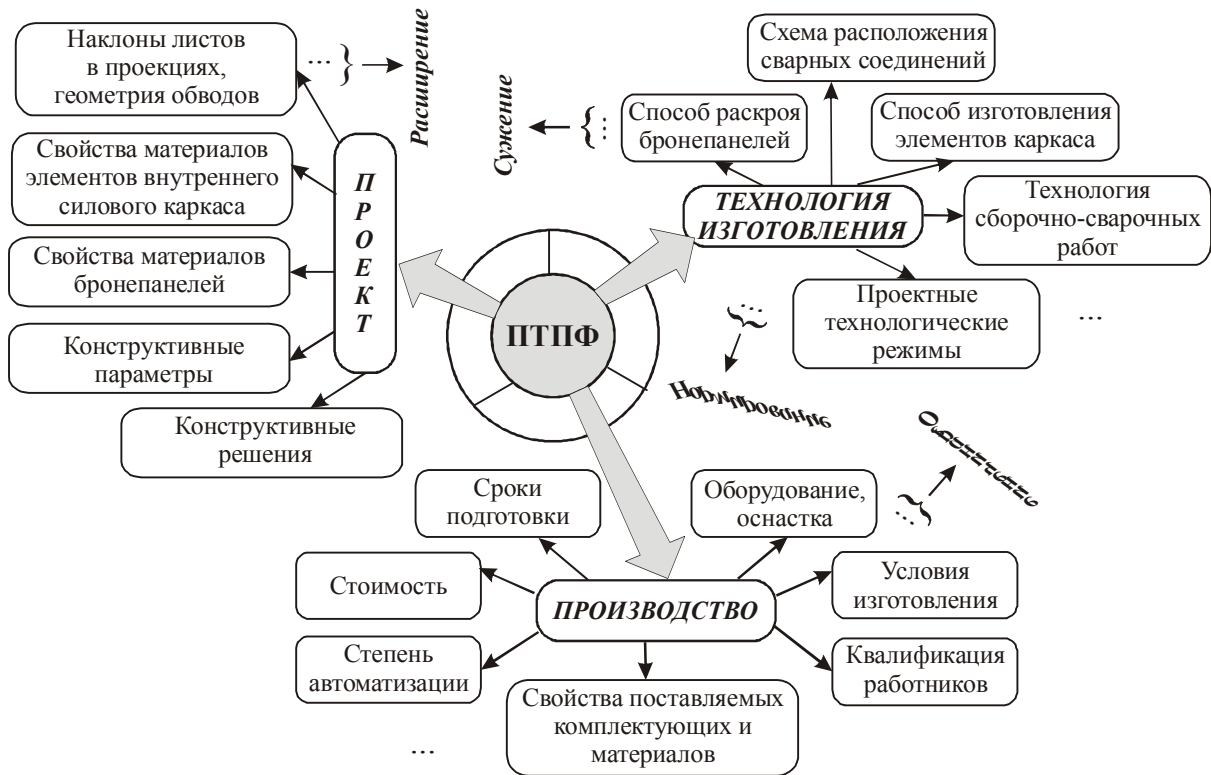 Наклоны листов
в проекциях,
геометрия обводов
... }
Расширение
Сужение
{ ...
Схема расположения
сварных соединений
Способ раскроя
бронепанелей
Способ изготовления
элементов каркаса
Свойства материалов
элементов внутреннего
силового каркаса
ПРОЕКТ
ТЕХНОЛОГИЯ
ИЗГОТОВЛЕНИЯ
Технология
сборочно-сварочных
работ
Свойства материалов
бронепанелей
Проектные
технологические
режимы
...
... }
ПТПФ
Конструктивные
параметры
Нормирование
Конструктивные
решения
Ограничение
... }
Сроки
подготовки
Оборудование,
оснастка
Стоимость
ПРОИЗВОДСТВО
Условия
изготовления
Степень
автоматизации
Квалификация
работников
Свойства поставляемых
комплектующих и
материалов
...